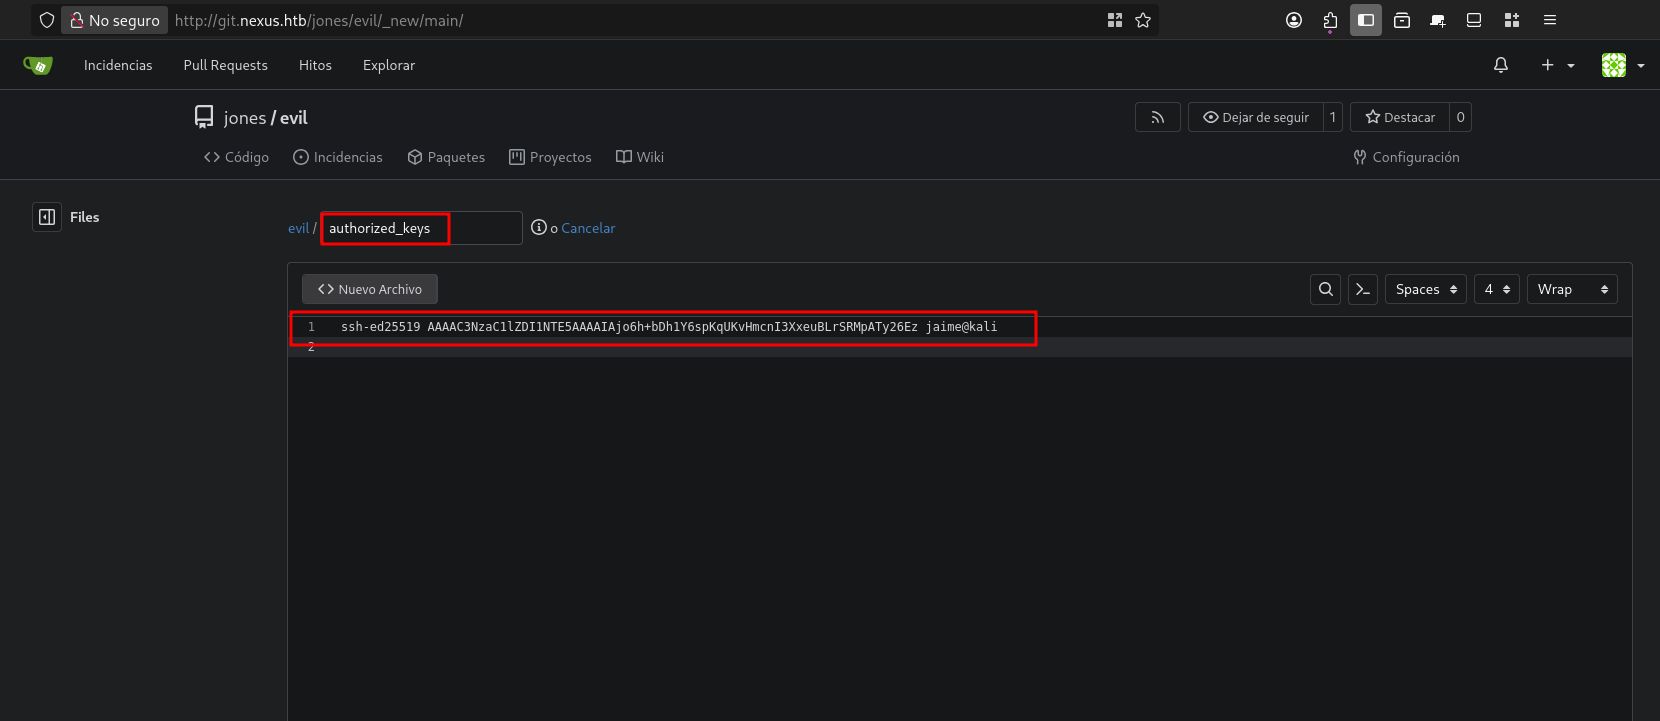 No seguro http://git.nexus.htb/jones/evil/_new/main/
Incidencias Pull Requests Hitos Explorar
jones / evil Dejar de seguir 1 Destacar 0
Código Incidencias Paquetes Proyectos Wiki Configuración
Files
evil / authorized_keys o Cancelar
Nuevo Archivo Spaces 4 Wrap
1 ssh-ed25519 AAAAC3NzaC1lZDI1NTE5AAAAIAjo6h+bDh1Y6spKqUKvHmcnI3XxeuBLrSRMpATy26Ez jaime@kali
2